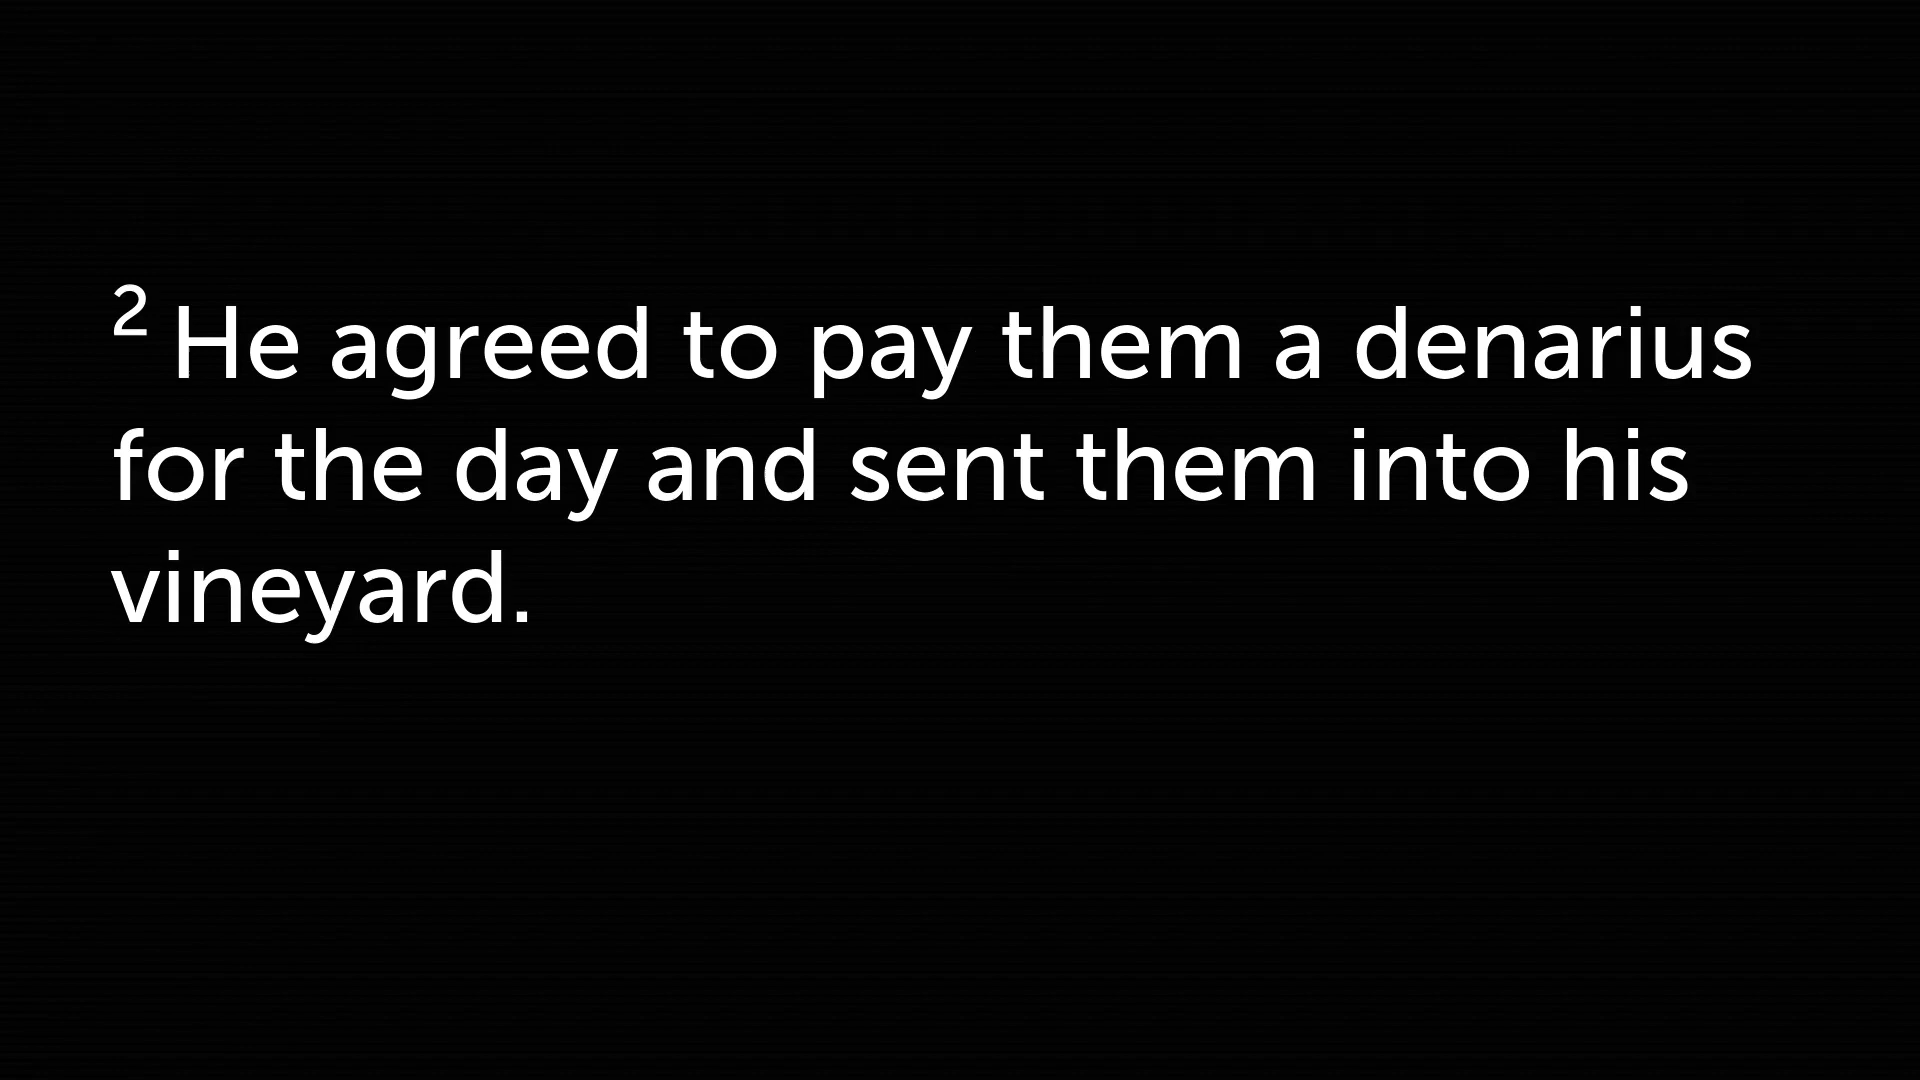 ² He agreed to pay them a denarius
for the day and sent them into his
vineyard.